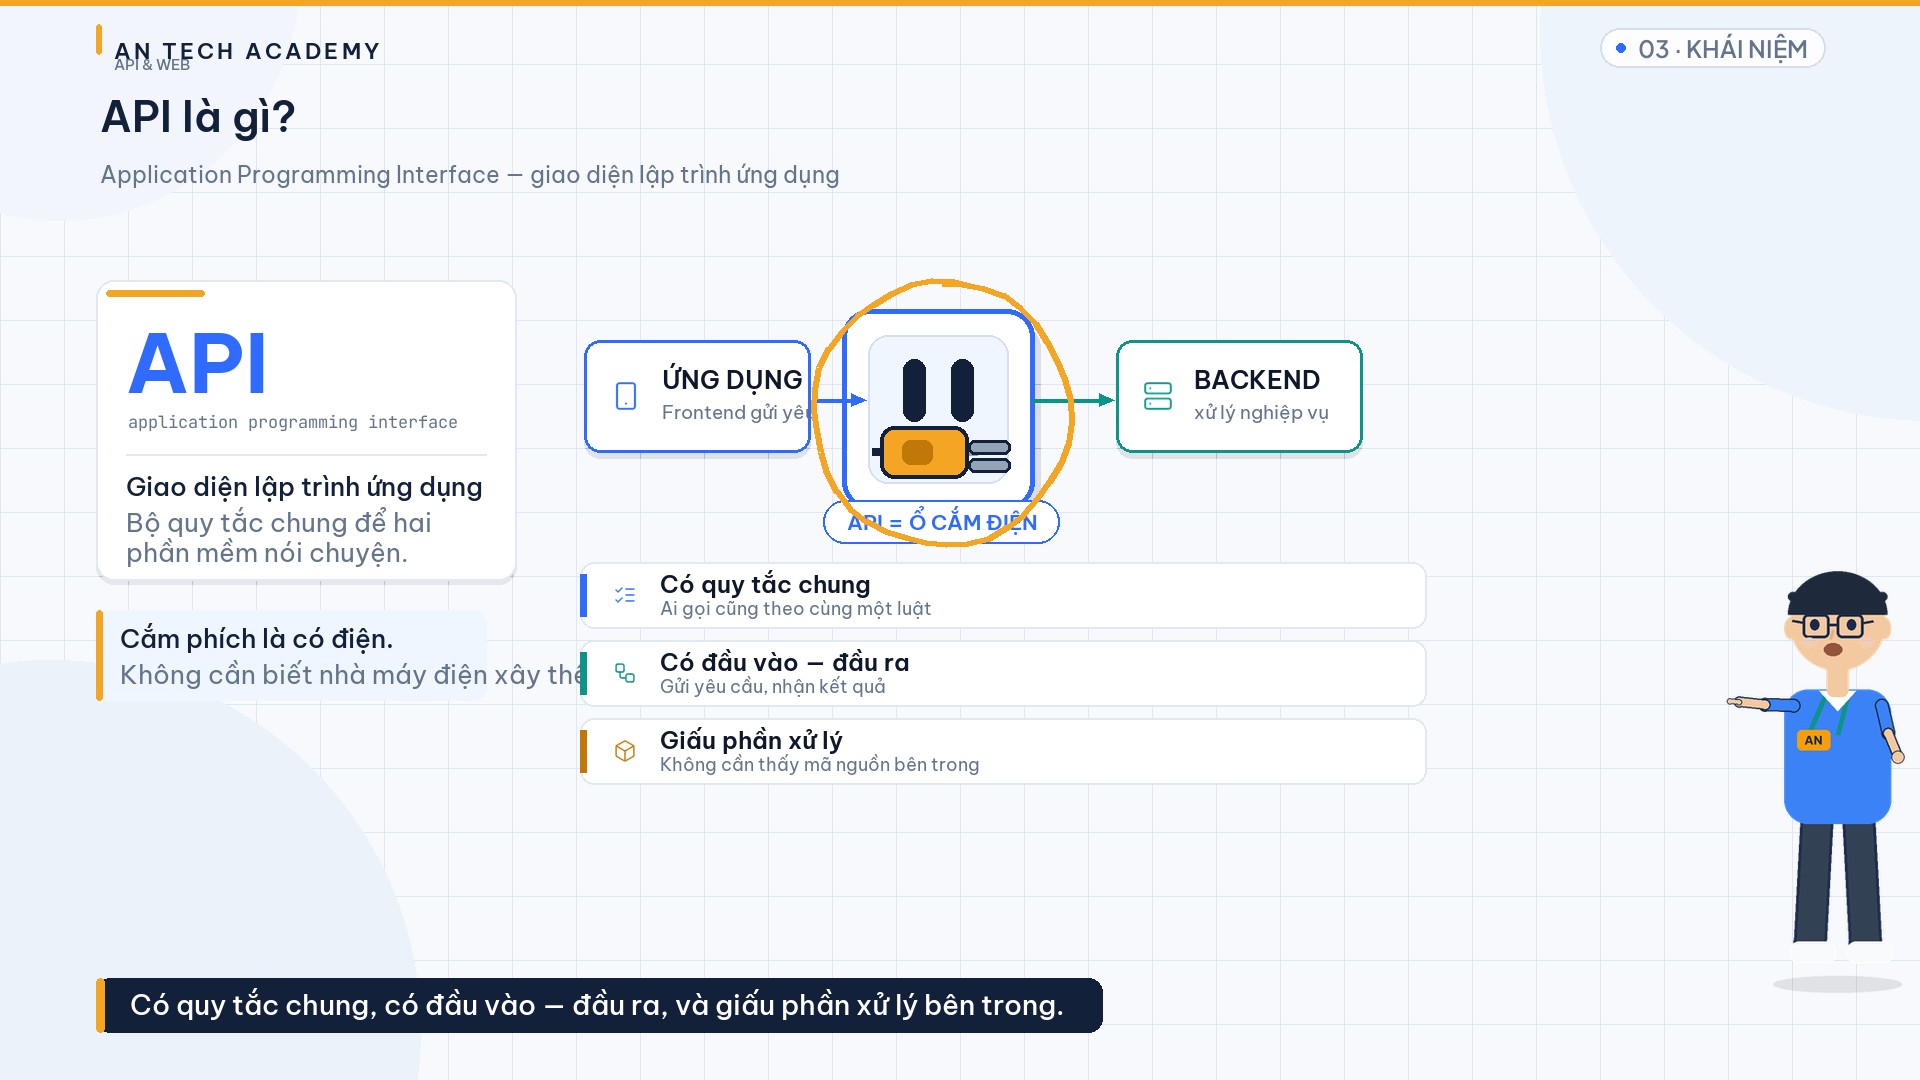 AN TECH ACADEMY
API & WEB
03 · KHÁI NIỆM
API là gì?
Application Programming Interface — giao diện lập trình ứng dụng
API
application programming interface
Giao diện lập trình ứng dụng
Bộ quy tắc chung để hai
phần mềm nói chuyện.
Cắm phích là có điện.
Không cần biết nhà máy điện xây
ỨNG DỤNG
Frontend gửi
BACKEND
xử lý nghiệp vụ
API = Ổ CẮM ĐIỆN
Có quy tắc chung
Ai gọi cũng theo cùng một luật
Có đầu vào — đầu ra
Gửi yêu cầu, nhận kết quả
Giấu phần xử lý
Không cần thấy mã nguồn bên trong
AN
Có quy tắc chung, có đầu vào — đầu ra, và giấu phần xử lý bên trong.